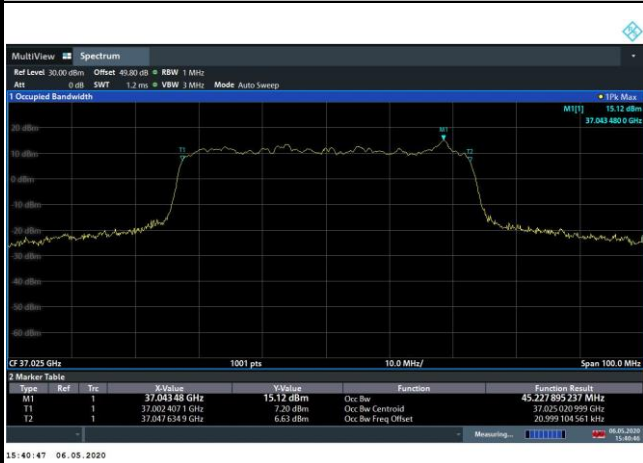 MultiView Spectrum
Ref Level 30.00 dBm Offset 49.80 dB RBW 1 MHz
Att 0 dB SWT 1.2 ms VBW 3 MHz Mode Auto Sweep
1 Occupied Bandwidth 1Pk Max
M1[1] 15.12 dBm
37.043 480 0 GHz
20 dBm
M1
T1 T2
10 dBm
0 dBm
-10 dBm
-20 dBm
-30 dBm
-40 dBm
-50 dBm
-60 dBm
CF 37.025 GHz 1001 pts 10.0 MHz/ Span 100.0 MHz
2 Marker Table
Type Ref Trc X-Value Y-Value Function Function Result
M1 1 37.043 48 GHz 15.12 dBm Occ Bw 45.227 895 237 MHz
T1 1 37.002 407 1 GHz 7.20 dBm Occ Bw Centroid 37.025 020 999 GHz
T2 1 37.047 634 9 GHz 6.63 dBm Occ Bw Freq Offset 20.999 104 561 kHz
Measuring... 06.05.2020
15:40:46
15:40:47 06.05.2020